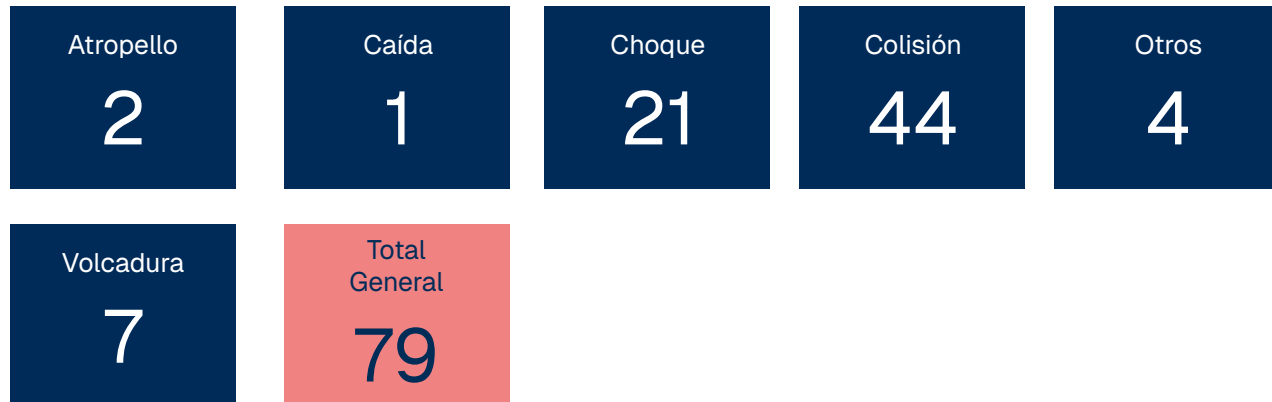 Atropello
2
Caída
1
Choque
21
Colisión
44
Otros
4
Volcadura
7
Total
General
79